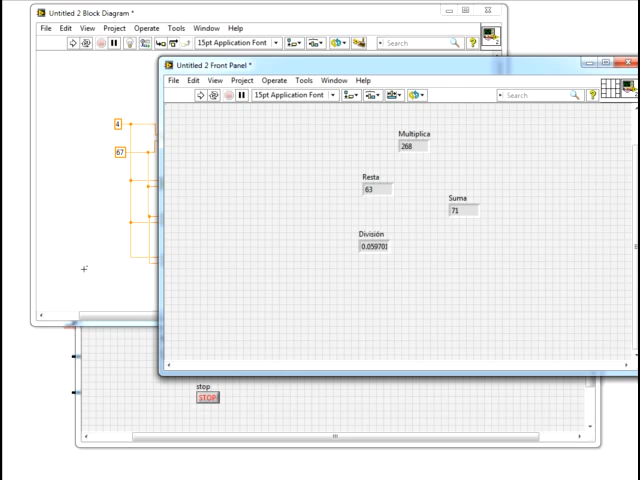 Untitled 2 Block Diagram *
File Edit View Project Operate Tools Window Help
15pt Application Font
Search
2
4
67
Untitled 2 Front Panel *
File Edit View Project Operate Tools Window Help
15pt Application Font
Search
2
Multiplica
268
Resta
63
Suma
71
División
0.059701
stop
STOP